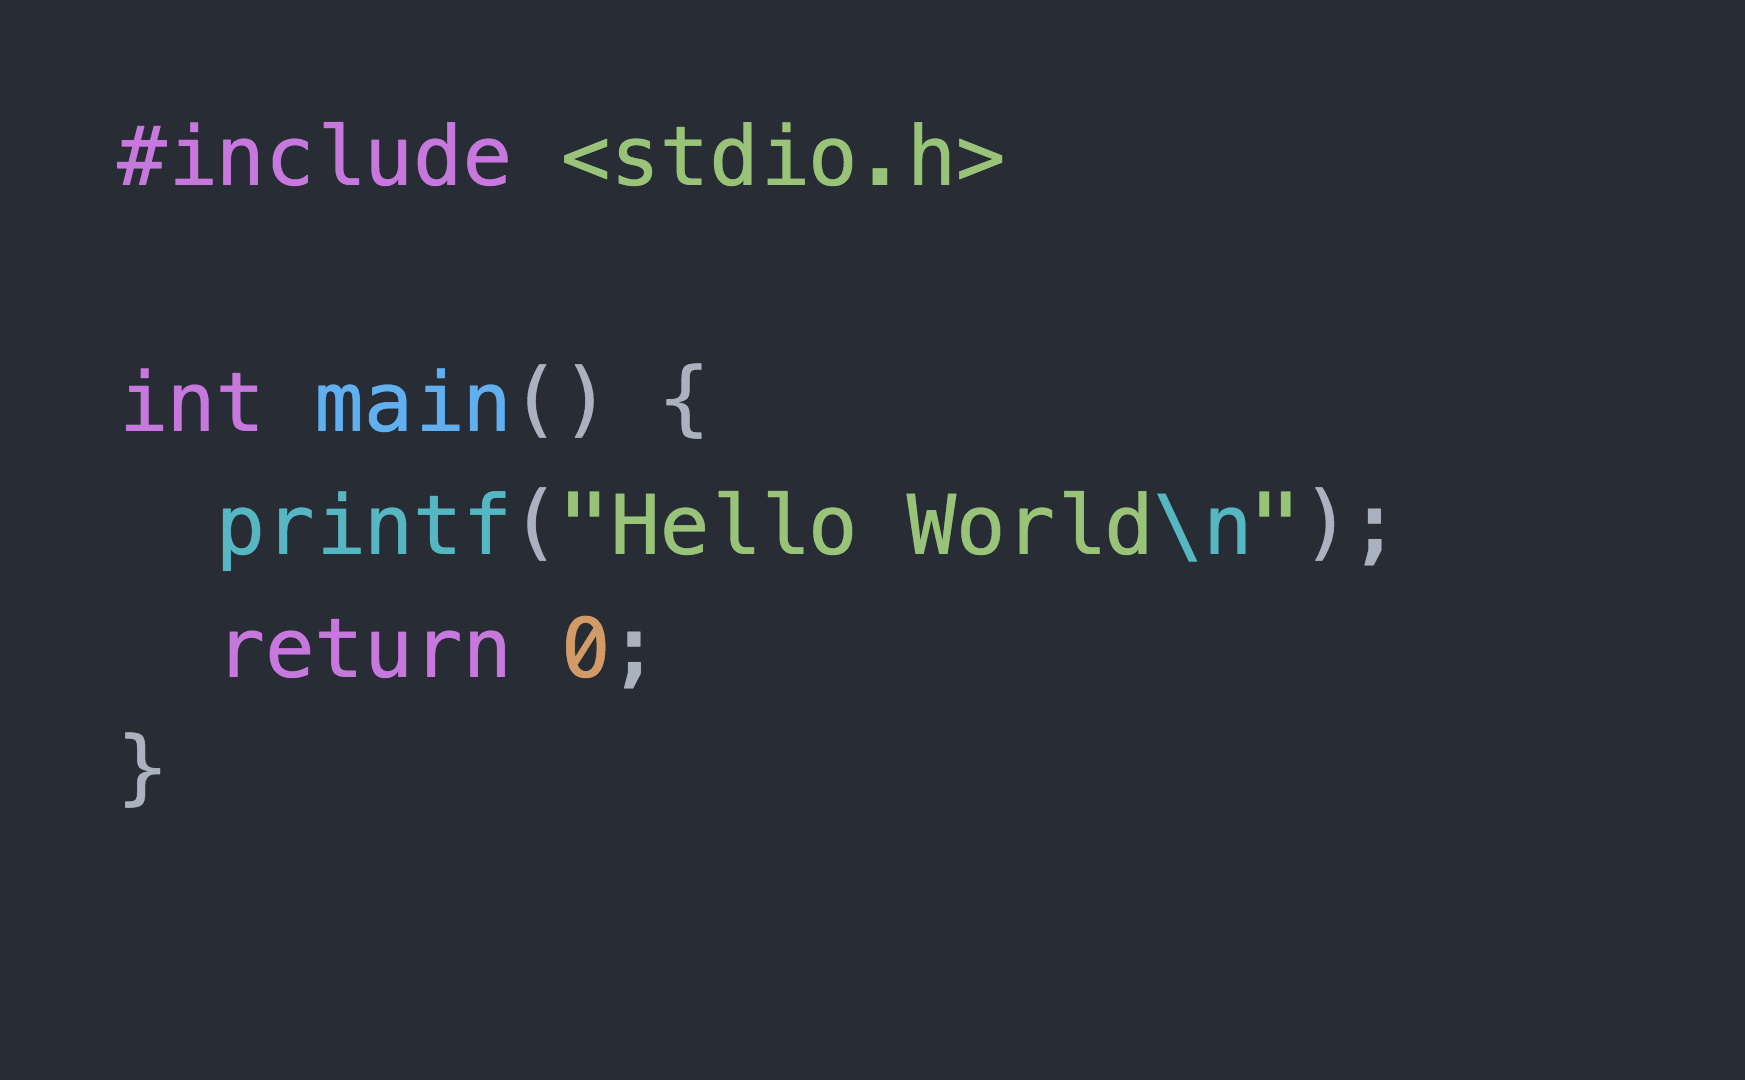 #include <stdio.h>
int main() {
  printf("Hello World\n");
  return 0;
}